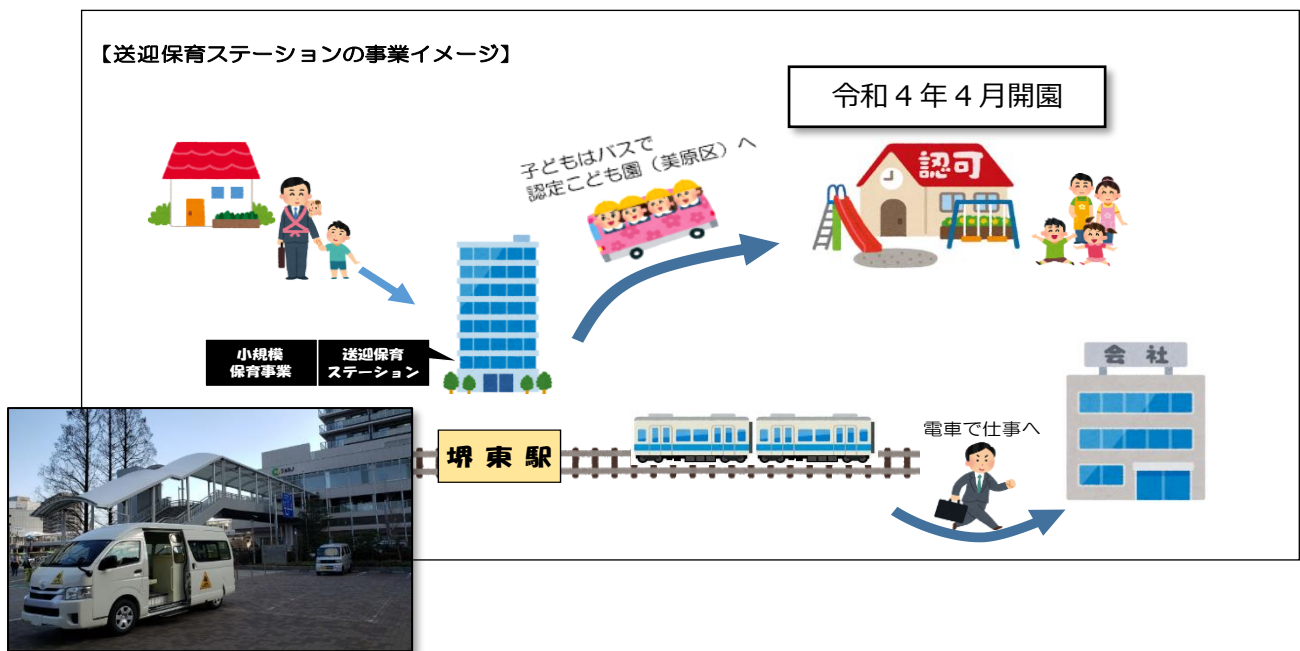 【送迎保育ステーションの事業イメージ】
令和４年４月開園
子どもはバスで
認定こども園（美原区）へ
認可
小規模
保育事業
送迎保育
ステーション
会社
堺東駅
電車で仕事へ